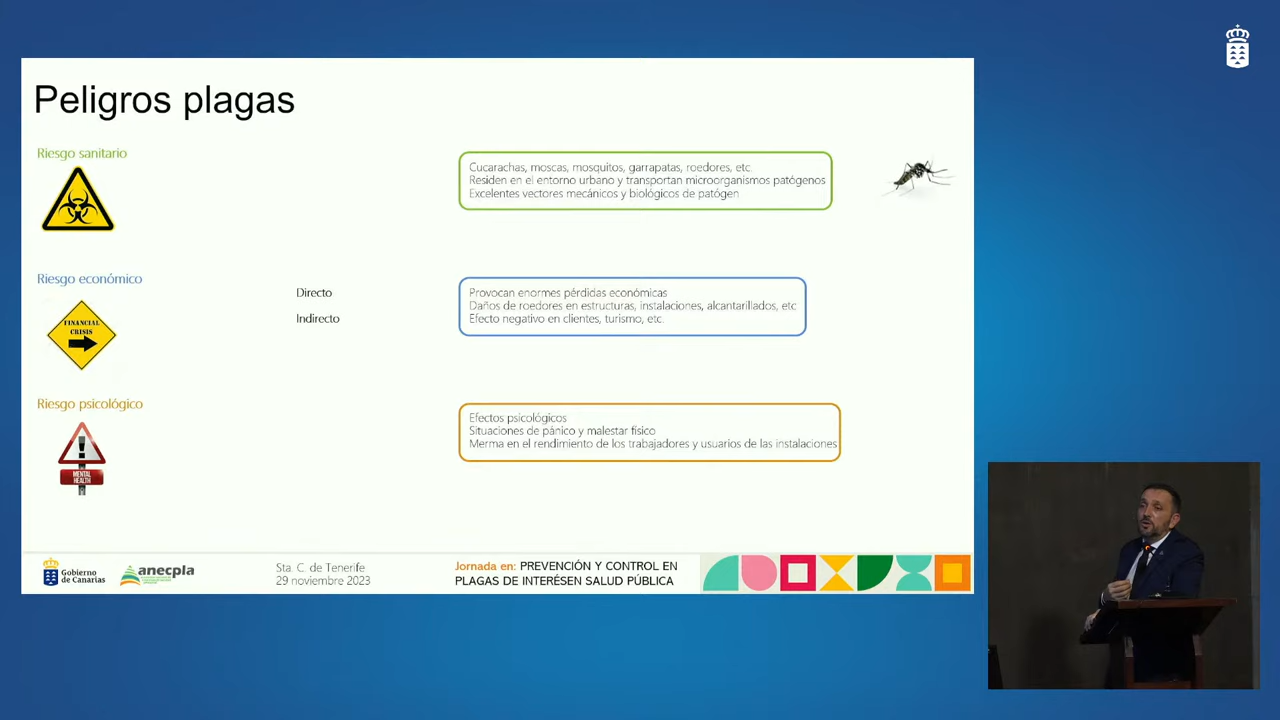 Peligros plagas
Riesgo sanitario
Cucarachas, moscas, mosquitos, garrapatas, roedores, etc.
Residen en el entorno urbano y transportan microorganismos patógenos
Excelentes vectores mecánicos y biológicos de patógen
Riesgo económico
FINANCIAL
CRISIS
Directo
Indirecto
Provocan enormes pérdidas económicas
Daños de roedores en estructuras, instalaciones, alcantarillados, etc
Efecto negativo en clientes, turismo, etc.
Riesgo psicológico
MENTAL
HEALTH
Efectos psicológicos
Situaciones de pánico y malestar físico
Merma en el rendimiento de los trabajadores y usuarios de las instalaciones
Gobierno
de Canarias
anecpla
Sta. C. de Tenerife
29 noviembre 2023
Jornada en: PREVENCIÓN Y CONTROL EN
PLAGAS DE INTERÉSEN SALUD PÚBLICA